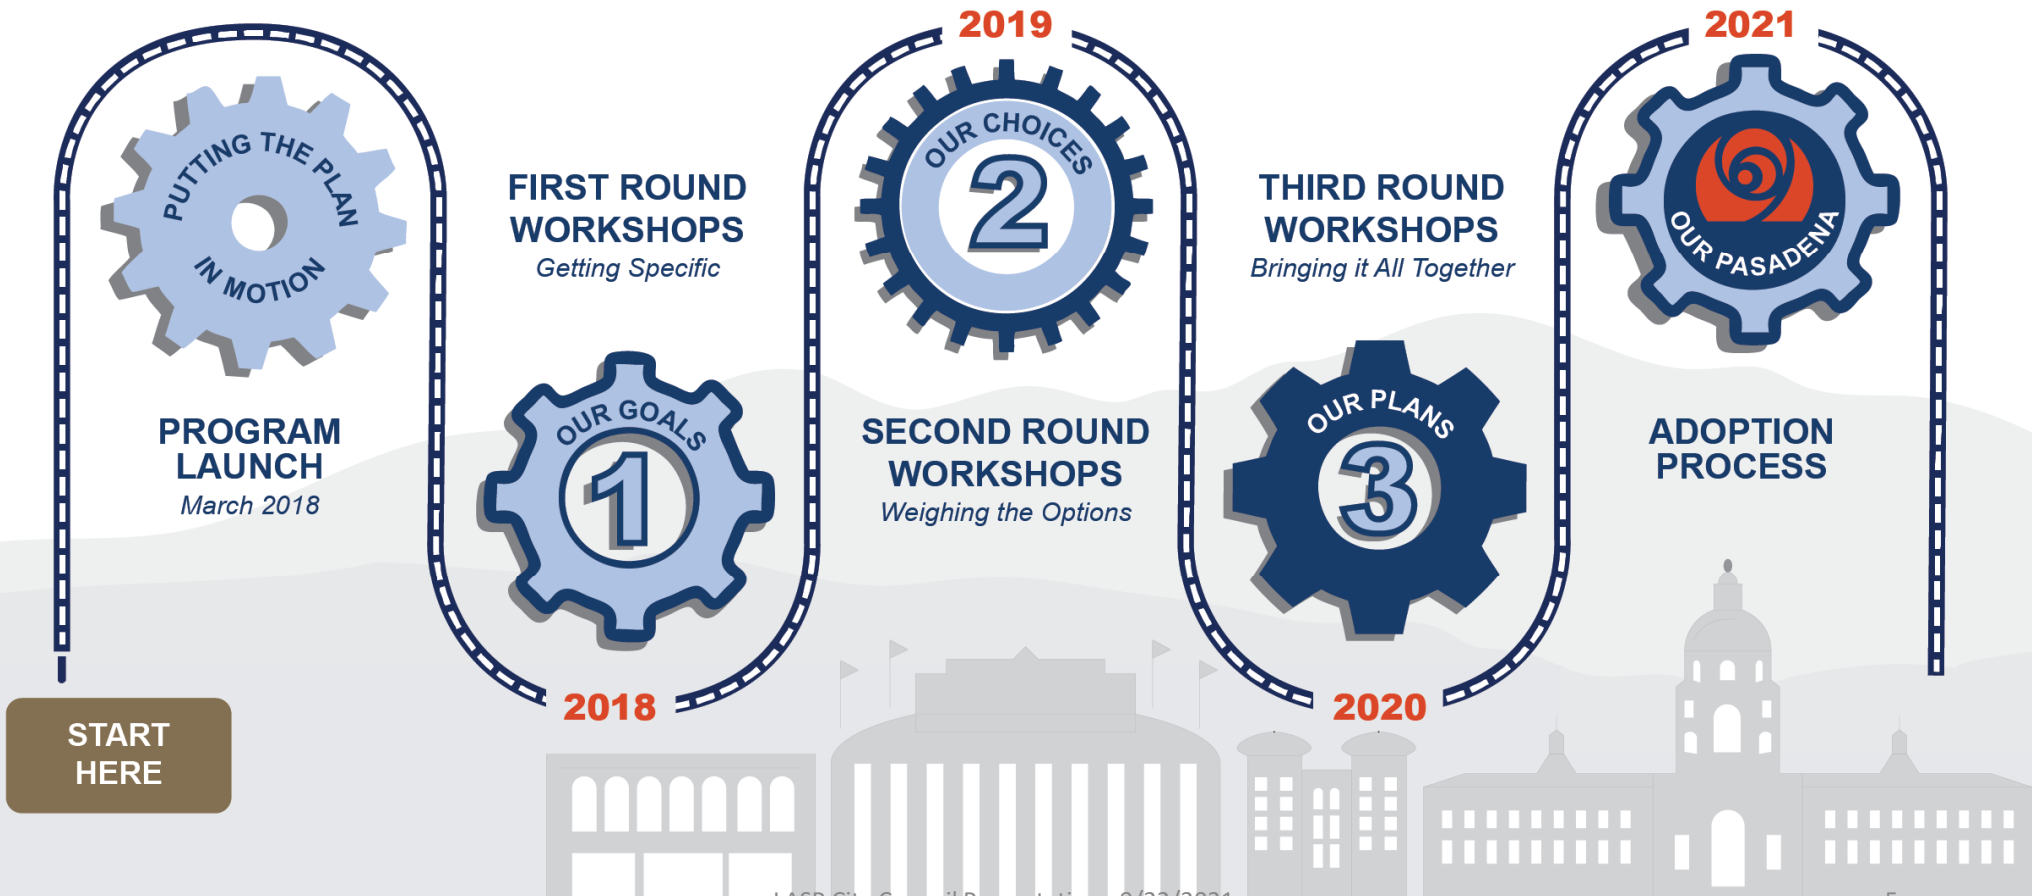 PUTTING THE PLAN
IN MOTION
PROGRAM
LAUNCH
March 2018
START
HERE
FIRST ROUND
WORKSHOPS
Getting Specific
OUR GOALS
1
2018
2019
OUR CHOICES
2
SECOND ROUND
WORKSHOPS
Weighing the Options
THIRD ROUND
WORKSHOPS
Bringing it All Together
OUR PLANS
3
2020
2021
OUR PASADENA
ADOPTION
PROCESS